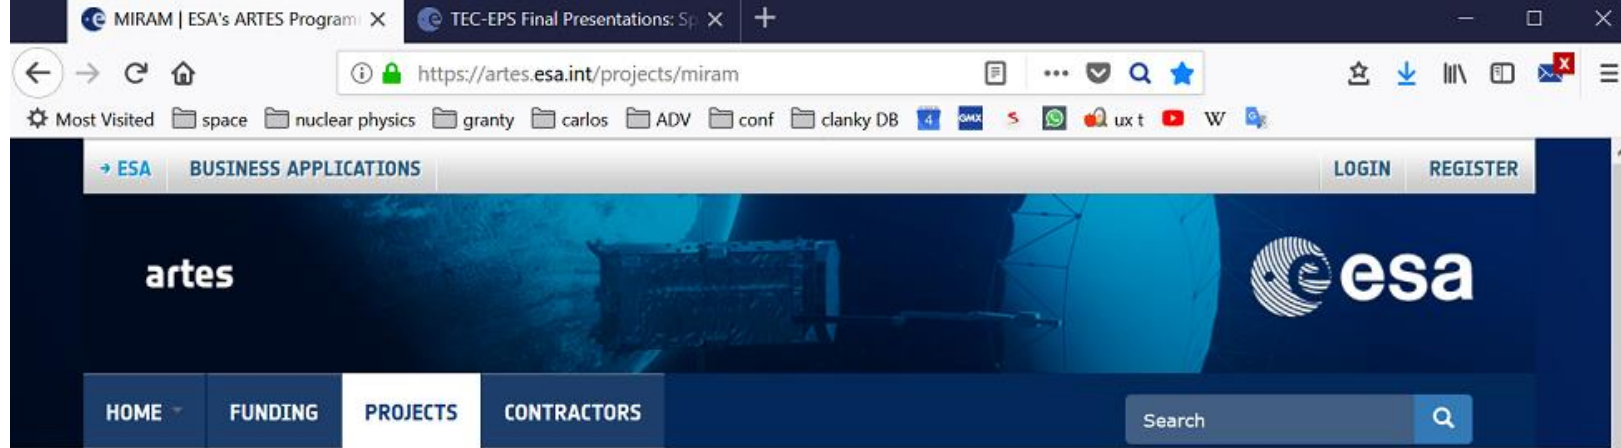 MIRAM | ESA's ARTES Program
TEC-EPS Final Presentations: Sp
https://artes.esa.int/projects/miram
Most Visited space nuclear physics granty carlos ADV conf clanky DB 4 GMX S ux t W
→ ESA BUSINESS APPLICATIONS LOGIN REGISTER
artes
esa
HOME FUNDING PROJECTS CONTRACTORS
Search